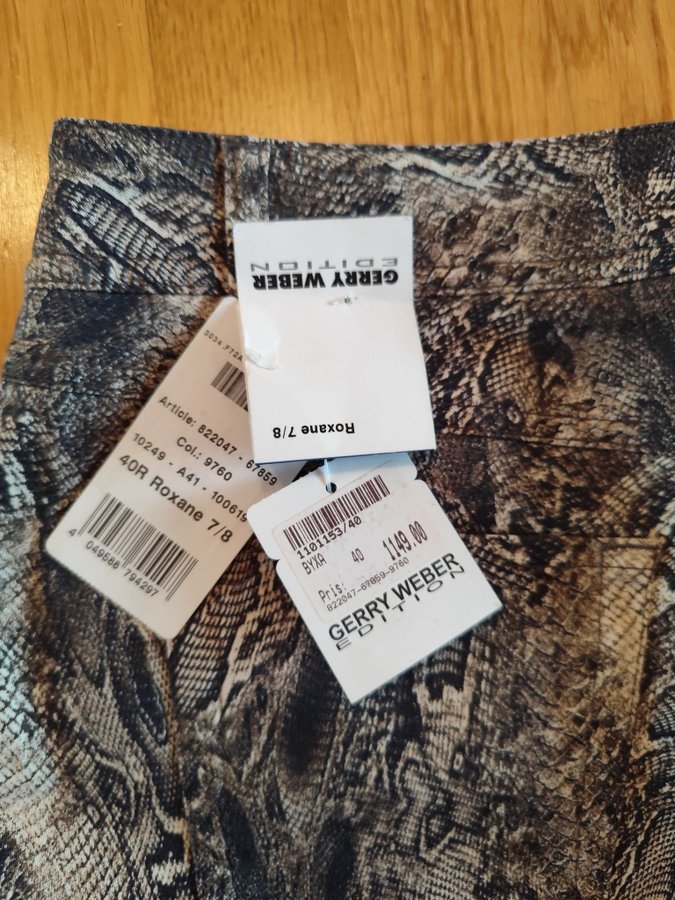 GERRY WEBER
EDITION
Roxane 7/8
Article: 822047 - 67859
Col.: 9760
10249 - A41 - 100619
40R Roxane 7/8
4 049588 794297
1101153/40
BYXA 40
Pris: 1149.00
822047-67859-9760
GERRY WEBER
EDITION